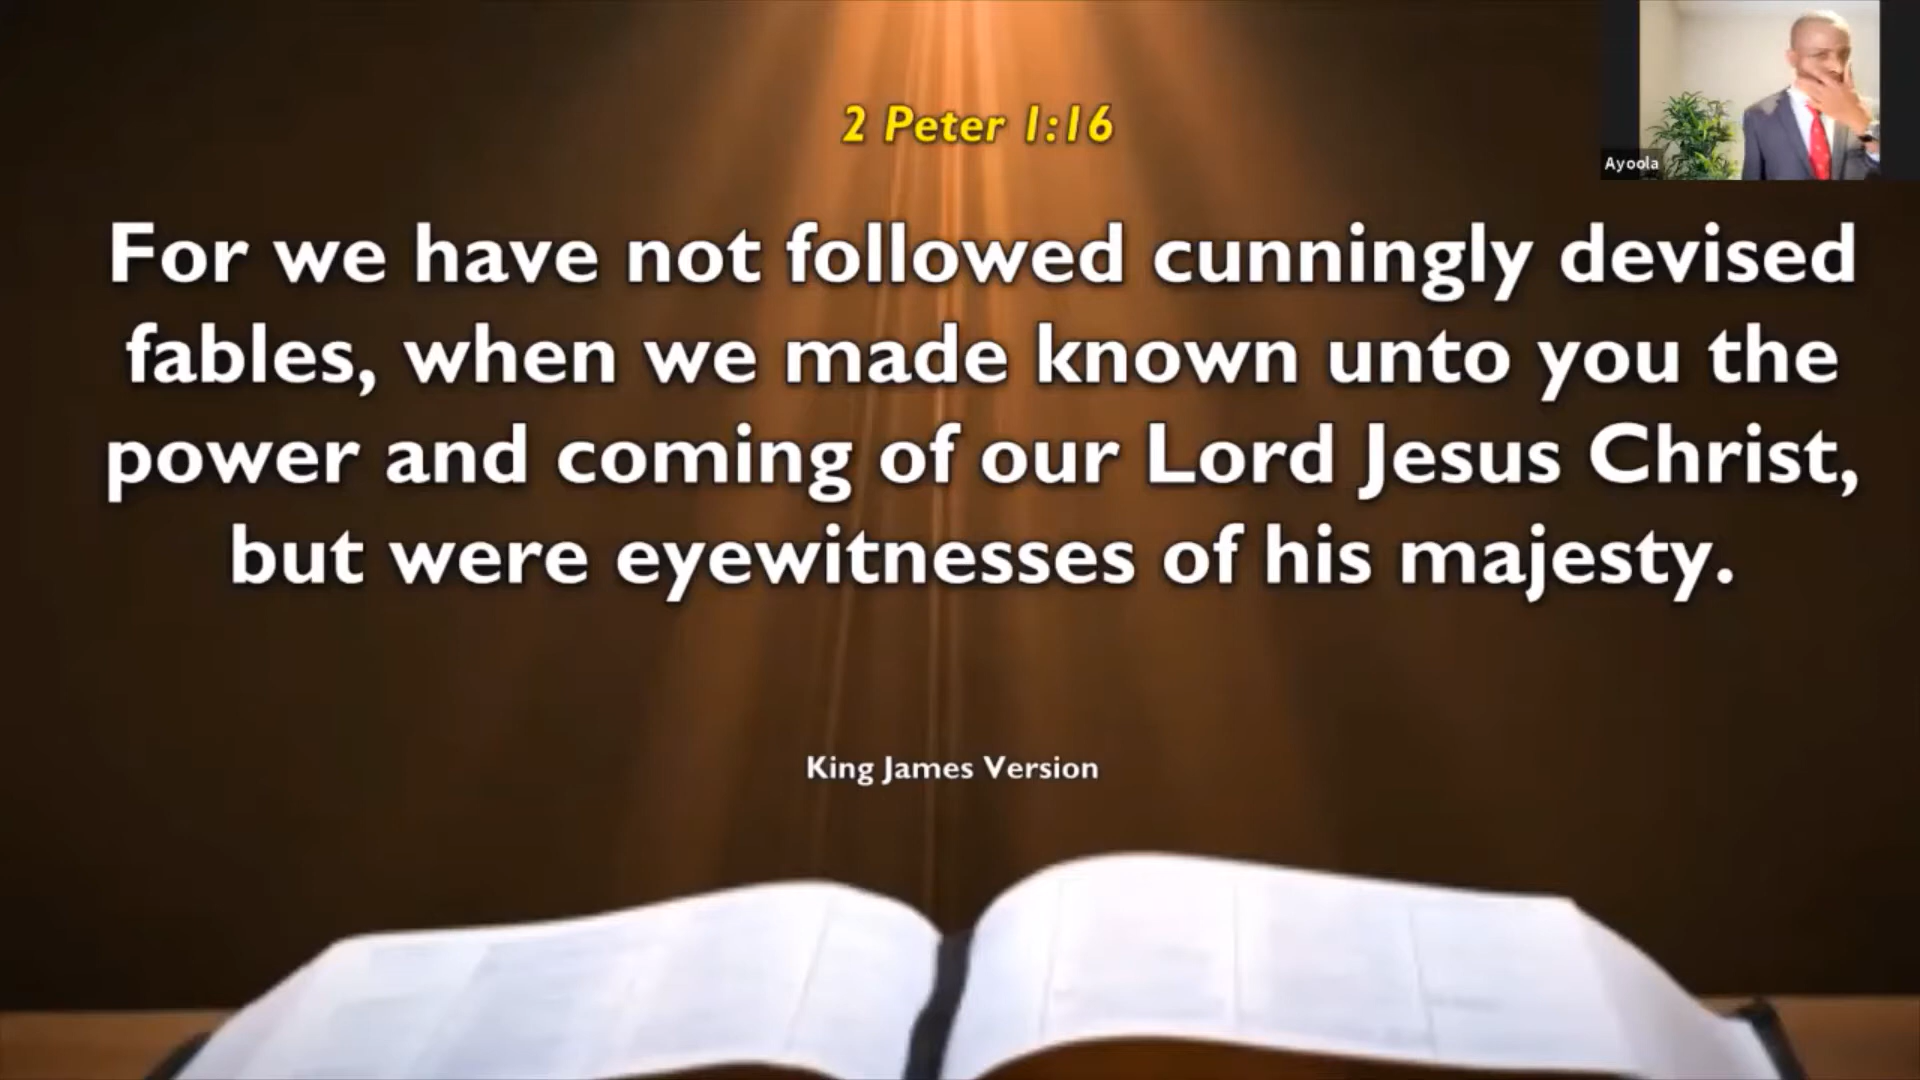 2 Peter 1:16
Ayoola
For we have not followed cunningly devised
fables, when we made known unto you the
power and coming of our Lord Jesus Christ,
but were eyewitnesses of his majesty.
King James Version